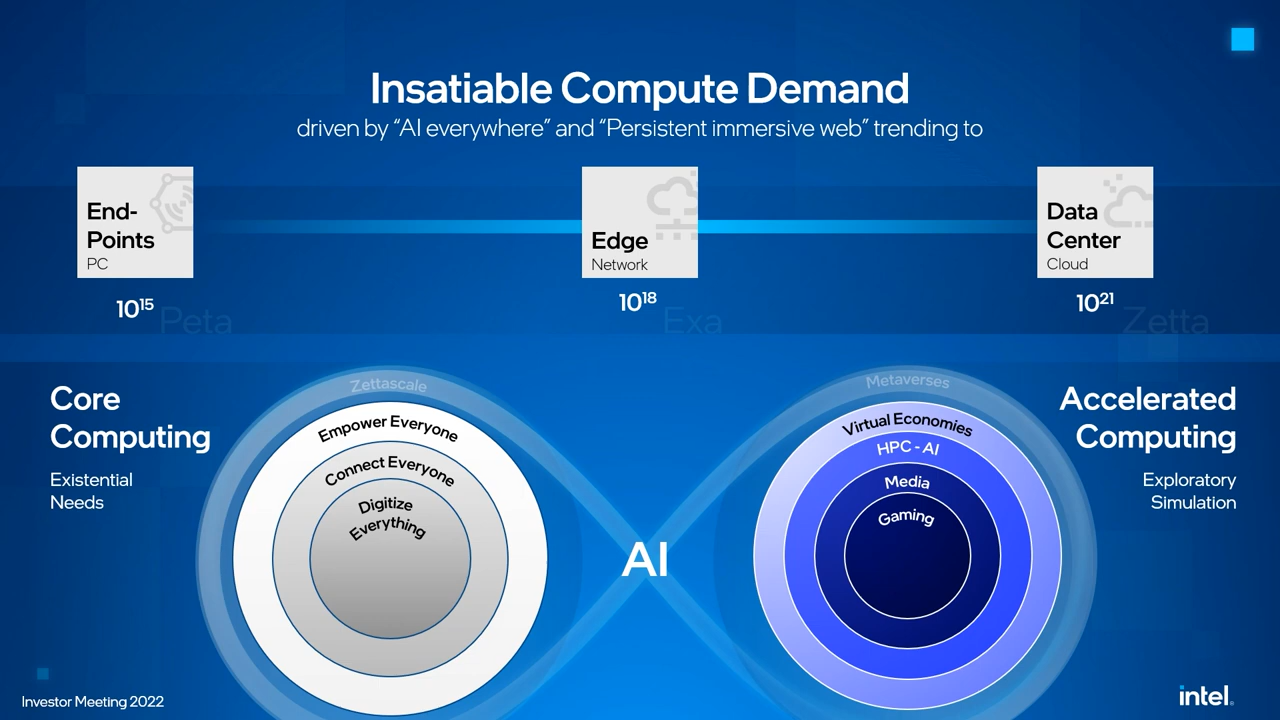 Insatiable Compute Demand
driven by “AI everywhere” and “Persistent immersive web” trending to
End-
Points
PC
Edge
Network
Data
Center
Cloud
10¹⁵
Peta
10¹⁸
Exa
10²¹
Zetta
Core
Computing
Existential
Needs
Zettascale
Empower Everyone
Connect Everyone
Digitize
Everything
AI
Metaverses
Virtual Economies
HPC - AI
Media
Gaming
Accelerated
Computing
Exploratory
Simulation
Investor Meeting 2022
intel.